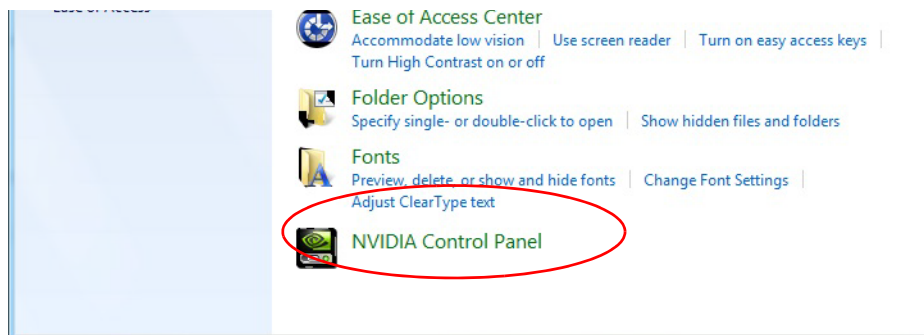 Ease of Access
Ease of Access Center
Accommodate low vision | Use screen reader | Turn on easy access keys |
Turn High Contrast on or off
Folder Options
Specify single- or double-click to open | Show hidden files and folders
Fonts
Preview, delete, or show and hide fonts | Change Font Settings |
Adjust ClearType text
NVIDIA Control Panel